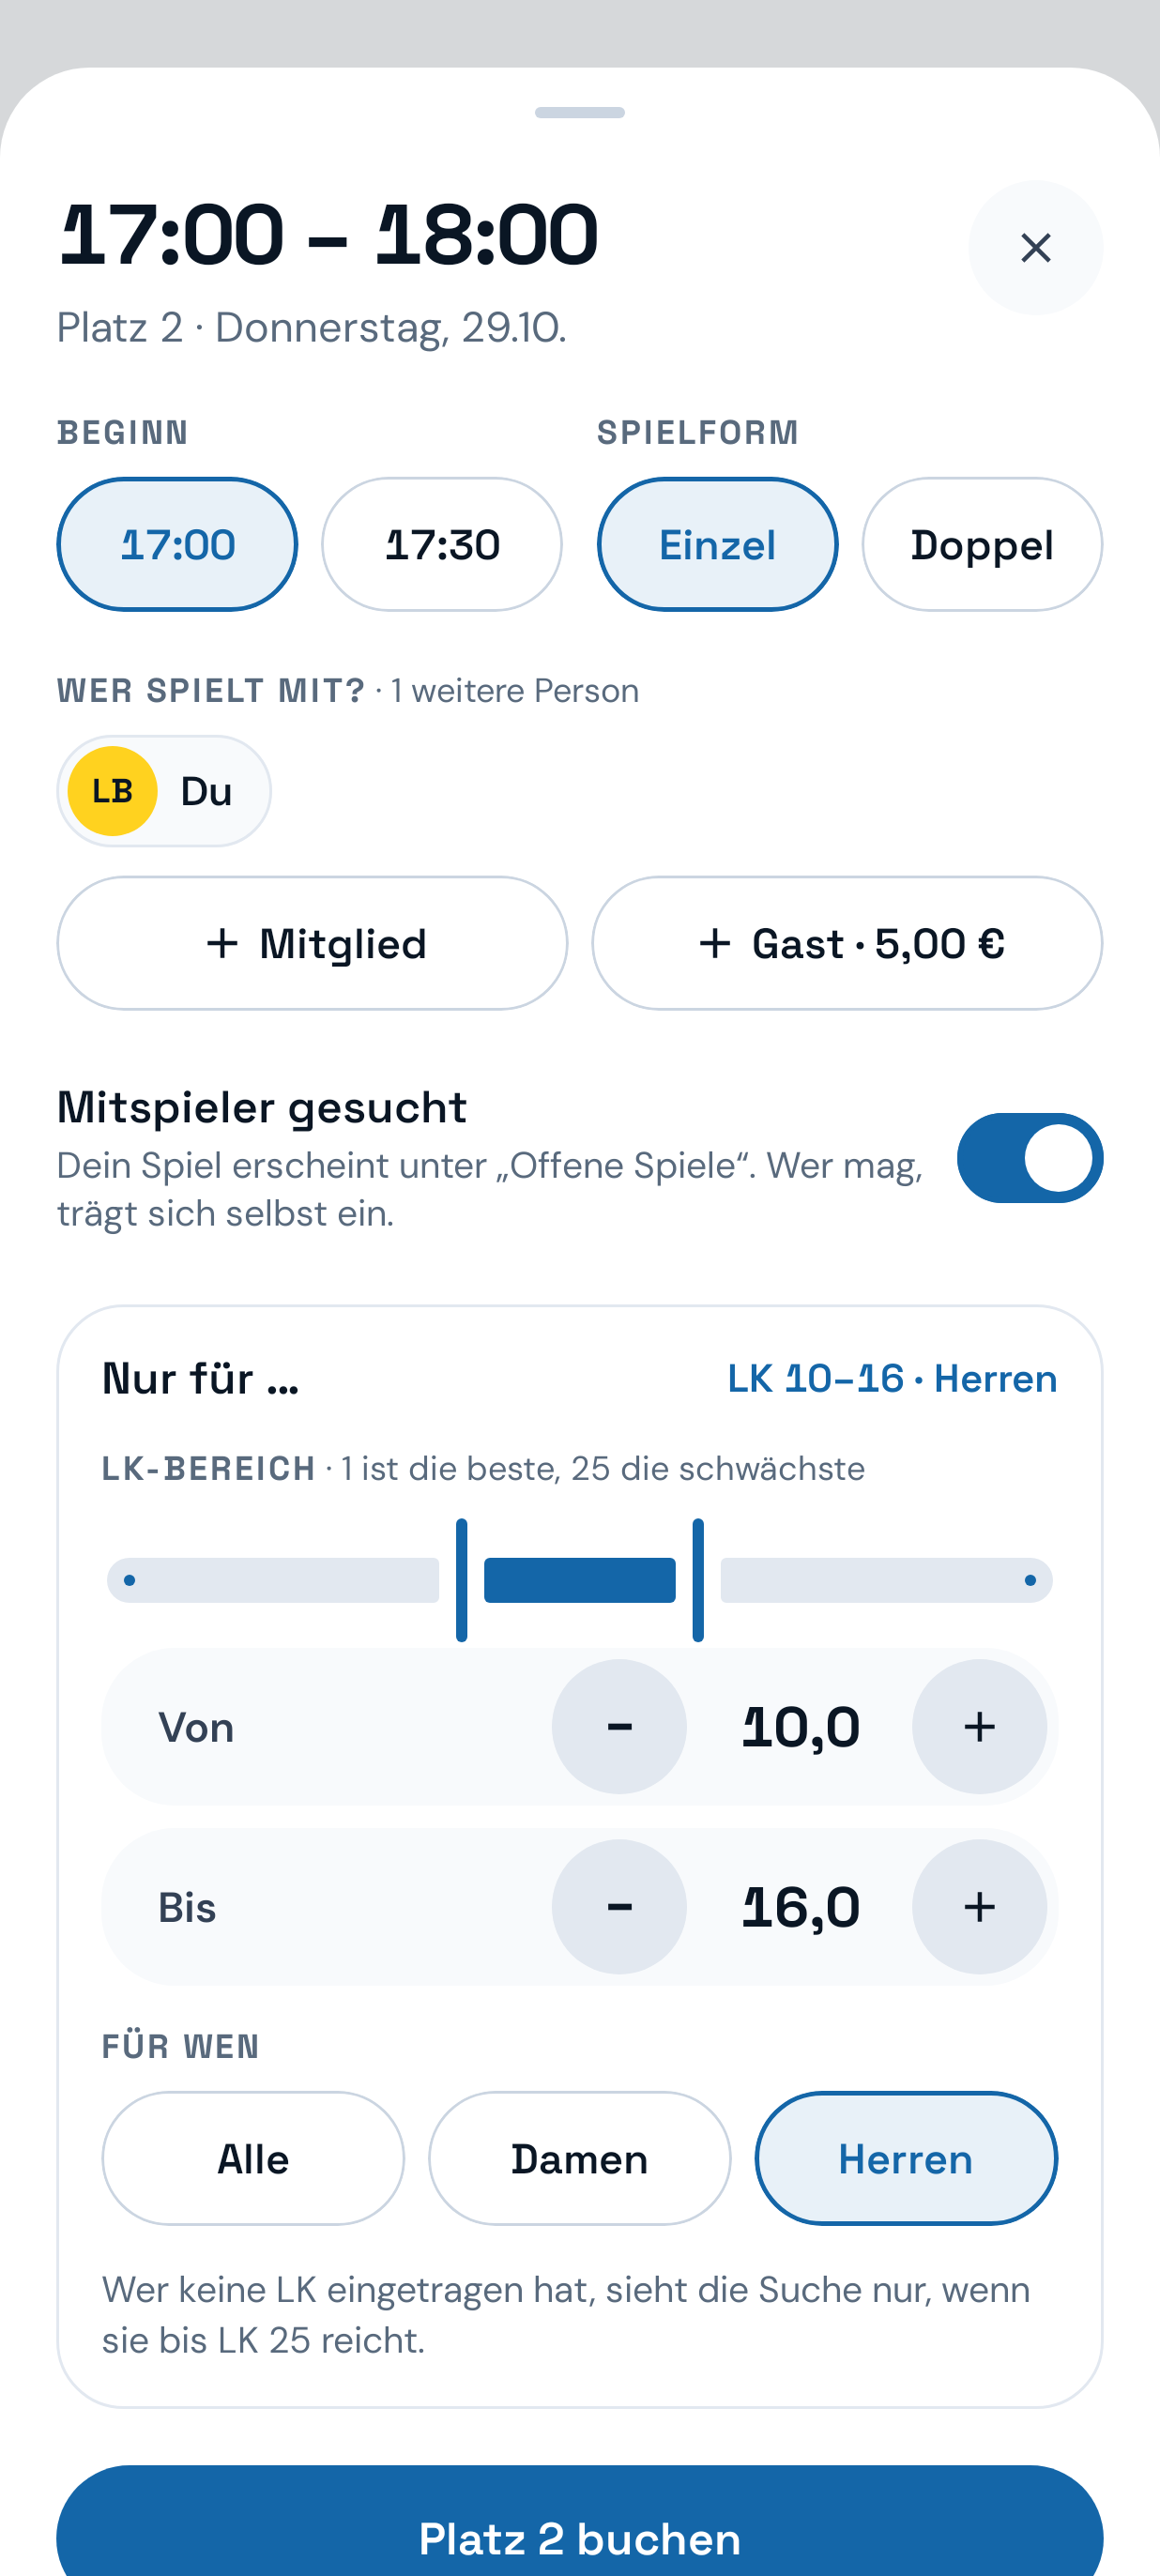 17:00 – 18:00
Platz 2 · Donnerstag, 29.10.
BEGINN
17:00
17:30
SPIELFORM
Einzel
Doppel
WER SPIELT MIT? · 1 weitere Person
LB Du
+ Mitglied
+ Gast · 5,00 €
Mitspieler gesucht
Dein Spiel erscheint unter „Offene Spiele“. Wer mag,
trägt sich selbst ein.
Nur für …
LK 10–16 · Herren
LK-BEREICH · 1 ist die beste, 25 die schwächste
Von − 10,0 +
Bis − 16,0 +
FÜR WEN
Alle
Damen
Herren
Wer keine LK eingetragen hat, sieht die Suche nur, wenn
sie bis LK 25 reicht.
Platz 2 buchen